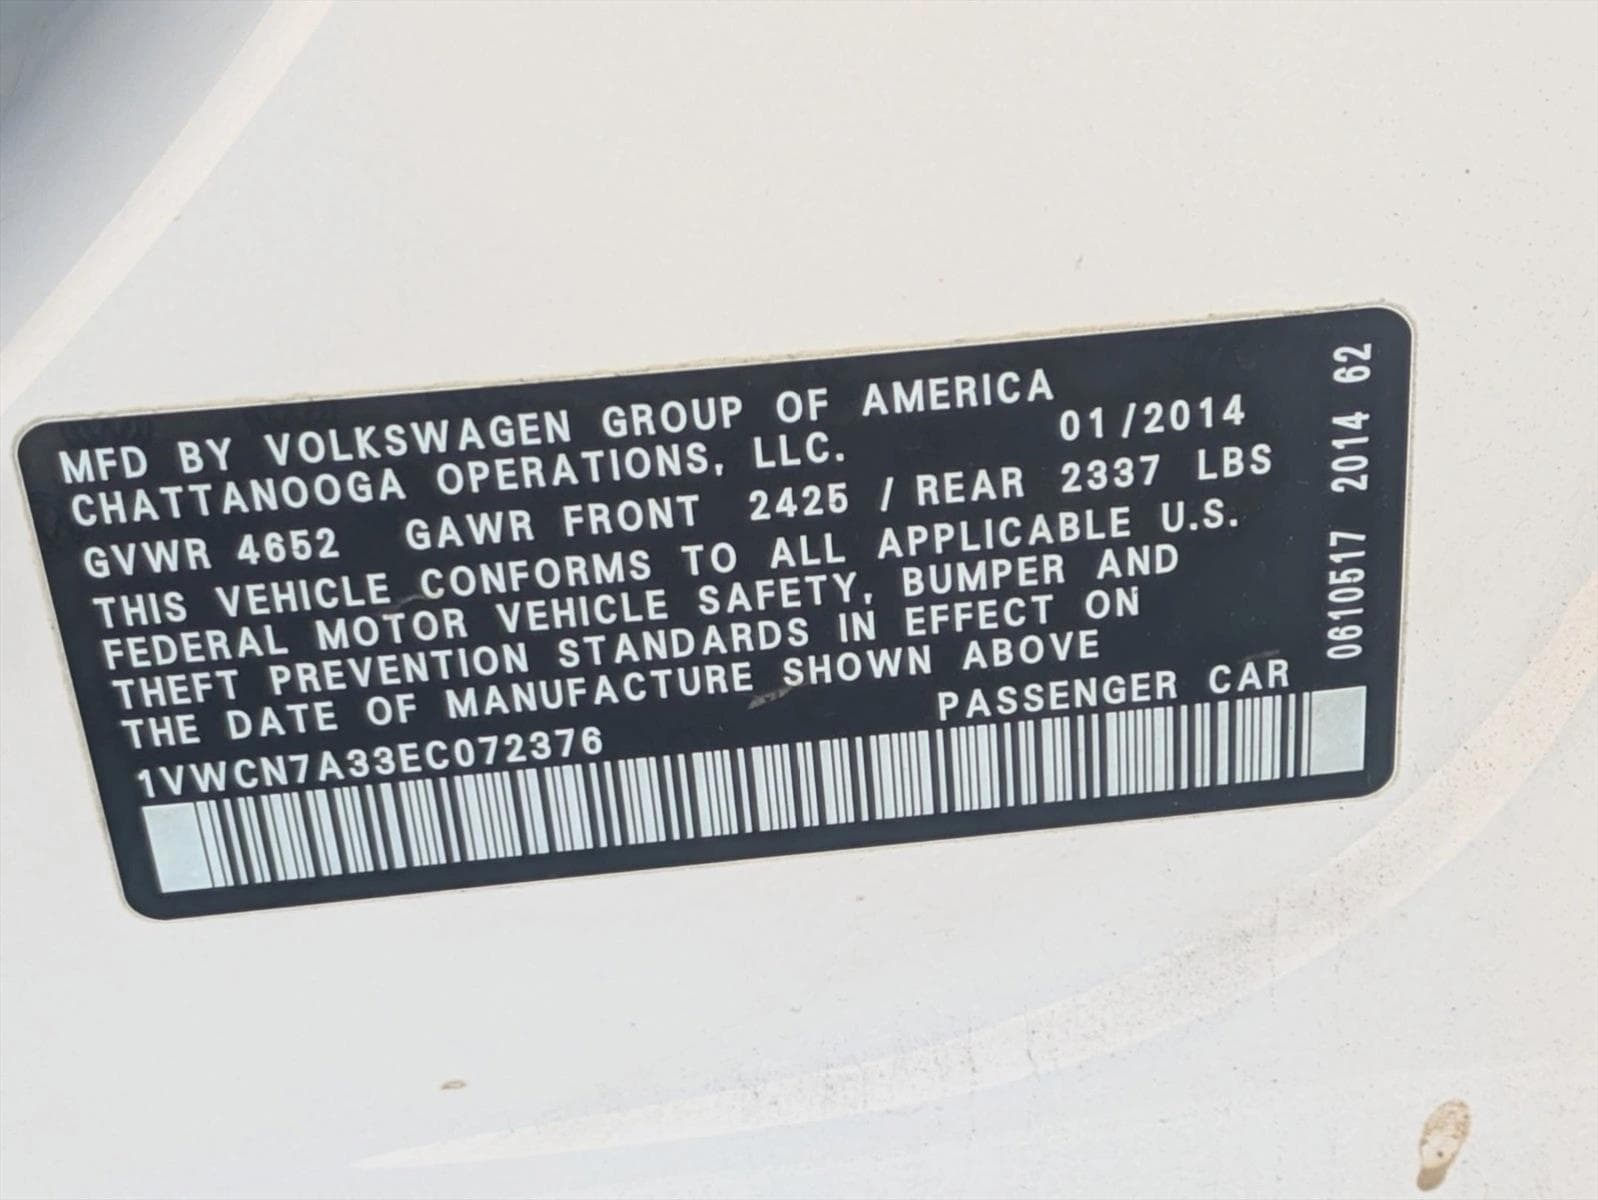 MFD BY VOLKSWAGEN GROUP OF AMERICA
CHATTANOOGA OPERATIONS, LLC. 01/2014
GVWR 4652 GAWR FRONT 2425 / REAR 2337 LBS
THIS VEHICLE CONFORMS TO ALL APPLICABLE U.S.
FEDERAL MOTOR VEHICLE SAFETY, BUMPER AND
THEFT PREVENTION STANDARDS IN EFFECT ON
THE DATE OF MANUFACTURE SHOWN ABOVE
1VWCN7A33EC072376 PASSENGER CAR
0610517 2014 62